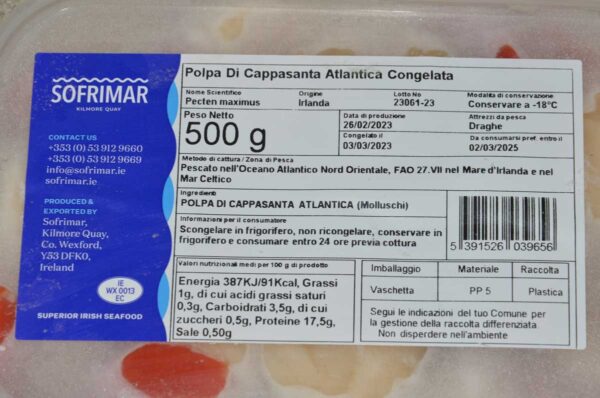 SOFRIMAR
KILMORE QUAY
CONTACT US
+353 (0) 53 912 9660
+353 (0) 53 912 9669
info@sofrimar.ie
sofrimar.ie
PRODUCED &
EXPORTED BY
Sofrimar,
Kilmore Quay,
Co. Wexford,
Y53 DFK0,
Ireland
IE
WX 0013
EC
SUPERIOR IRISH SEAFOOD
Polpa Di Cappasanta Atlantica Congelata
Nome Scientifico
Pecten maximus
Origine
Irlanda
Lotto No
23061-23
Modalita di conservazione
Conservare a -18°C
Peso Netto
500 g
Data di produzione
26/02/2023
Congelato il
03/03/2023
Attrezzi da pesca
Draghe
Da consumarsi pref. entro il
02/03/2025
Metodo di cattura / Zona di Pesca
Pescato nell'Oceano Atlantico Nord Orientale, FAO 27.VII nel Mare d'Irlanda e nel
Mar Celtico
Ingredienti
POLPA DI CAPPASANTA ATLANTICA (Molluschi)
Informazioni per il consumatore
Scongelare in frigorifero, non ricongelare, conservare in
frigorifero e consumare entro 24 ore previa cottura
5 391526 039656
Valori nutrizionali medi per 100 g di prodotto
Energia 387KJ/91Kcal, Grassi
1g, di cui acidi grassi saturi
0,3g, Carboidrati 3,5g, di cui
zuccheri 0,5g, Proteine 17,5g,
Sale 0,50g
Imballaggio Materiale Raccolta
Vaschetta PP 5 Plastica
Segui le indicazioni del tuo Comune per
la gestione della raccolta differenziata.
Non disperdere nell'ambiente